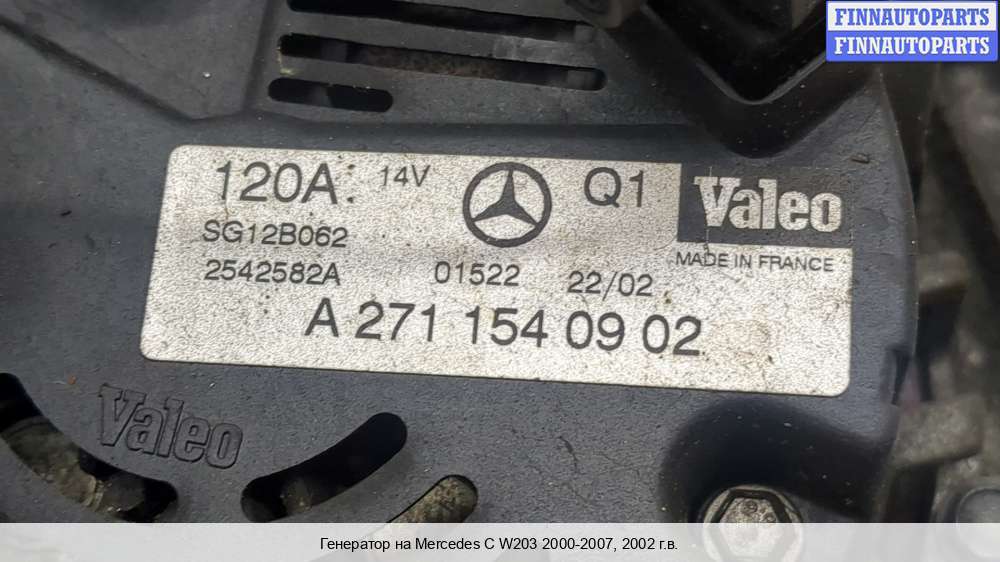 FINNAUTOPARTS
FINNAUTOPARTS
120A. 14V Q1 Valeo
SG12B062
MADE IN FRANCE
2542582A 01522 22/02
A 271 154 09 02
Valeo
Генератор на Mercedes C W203 2000-2007, 2002 г.в.